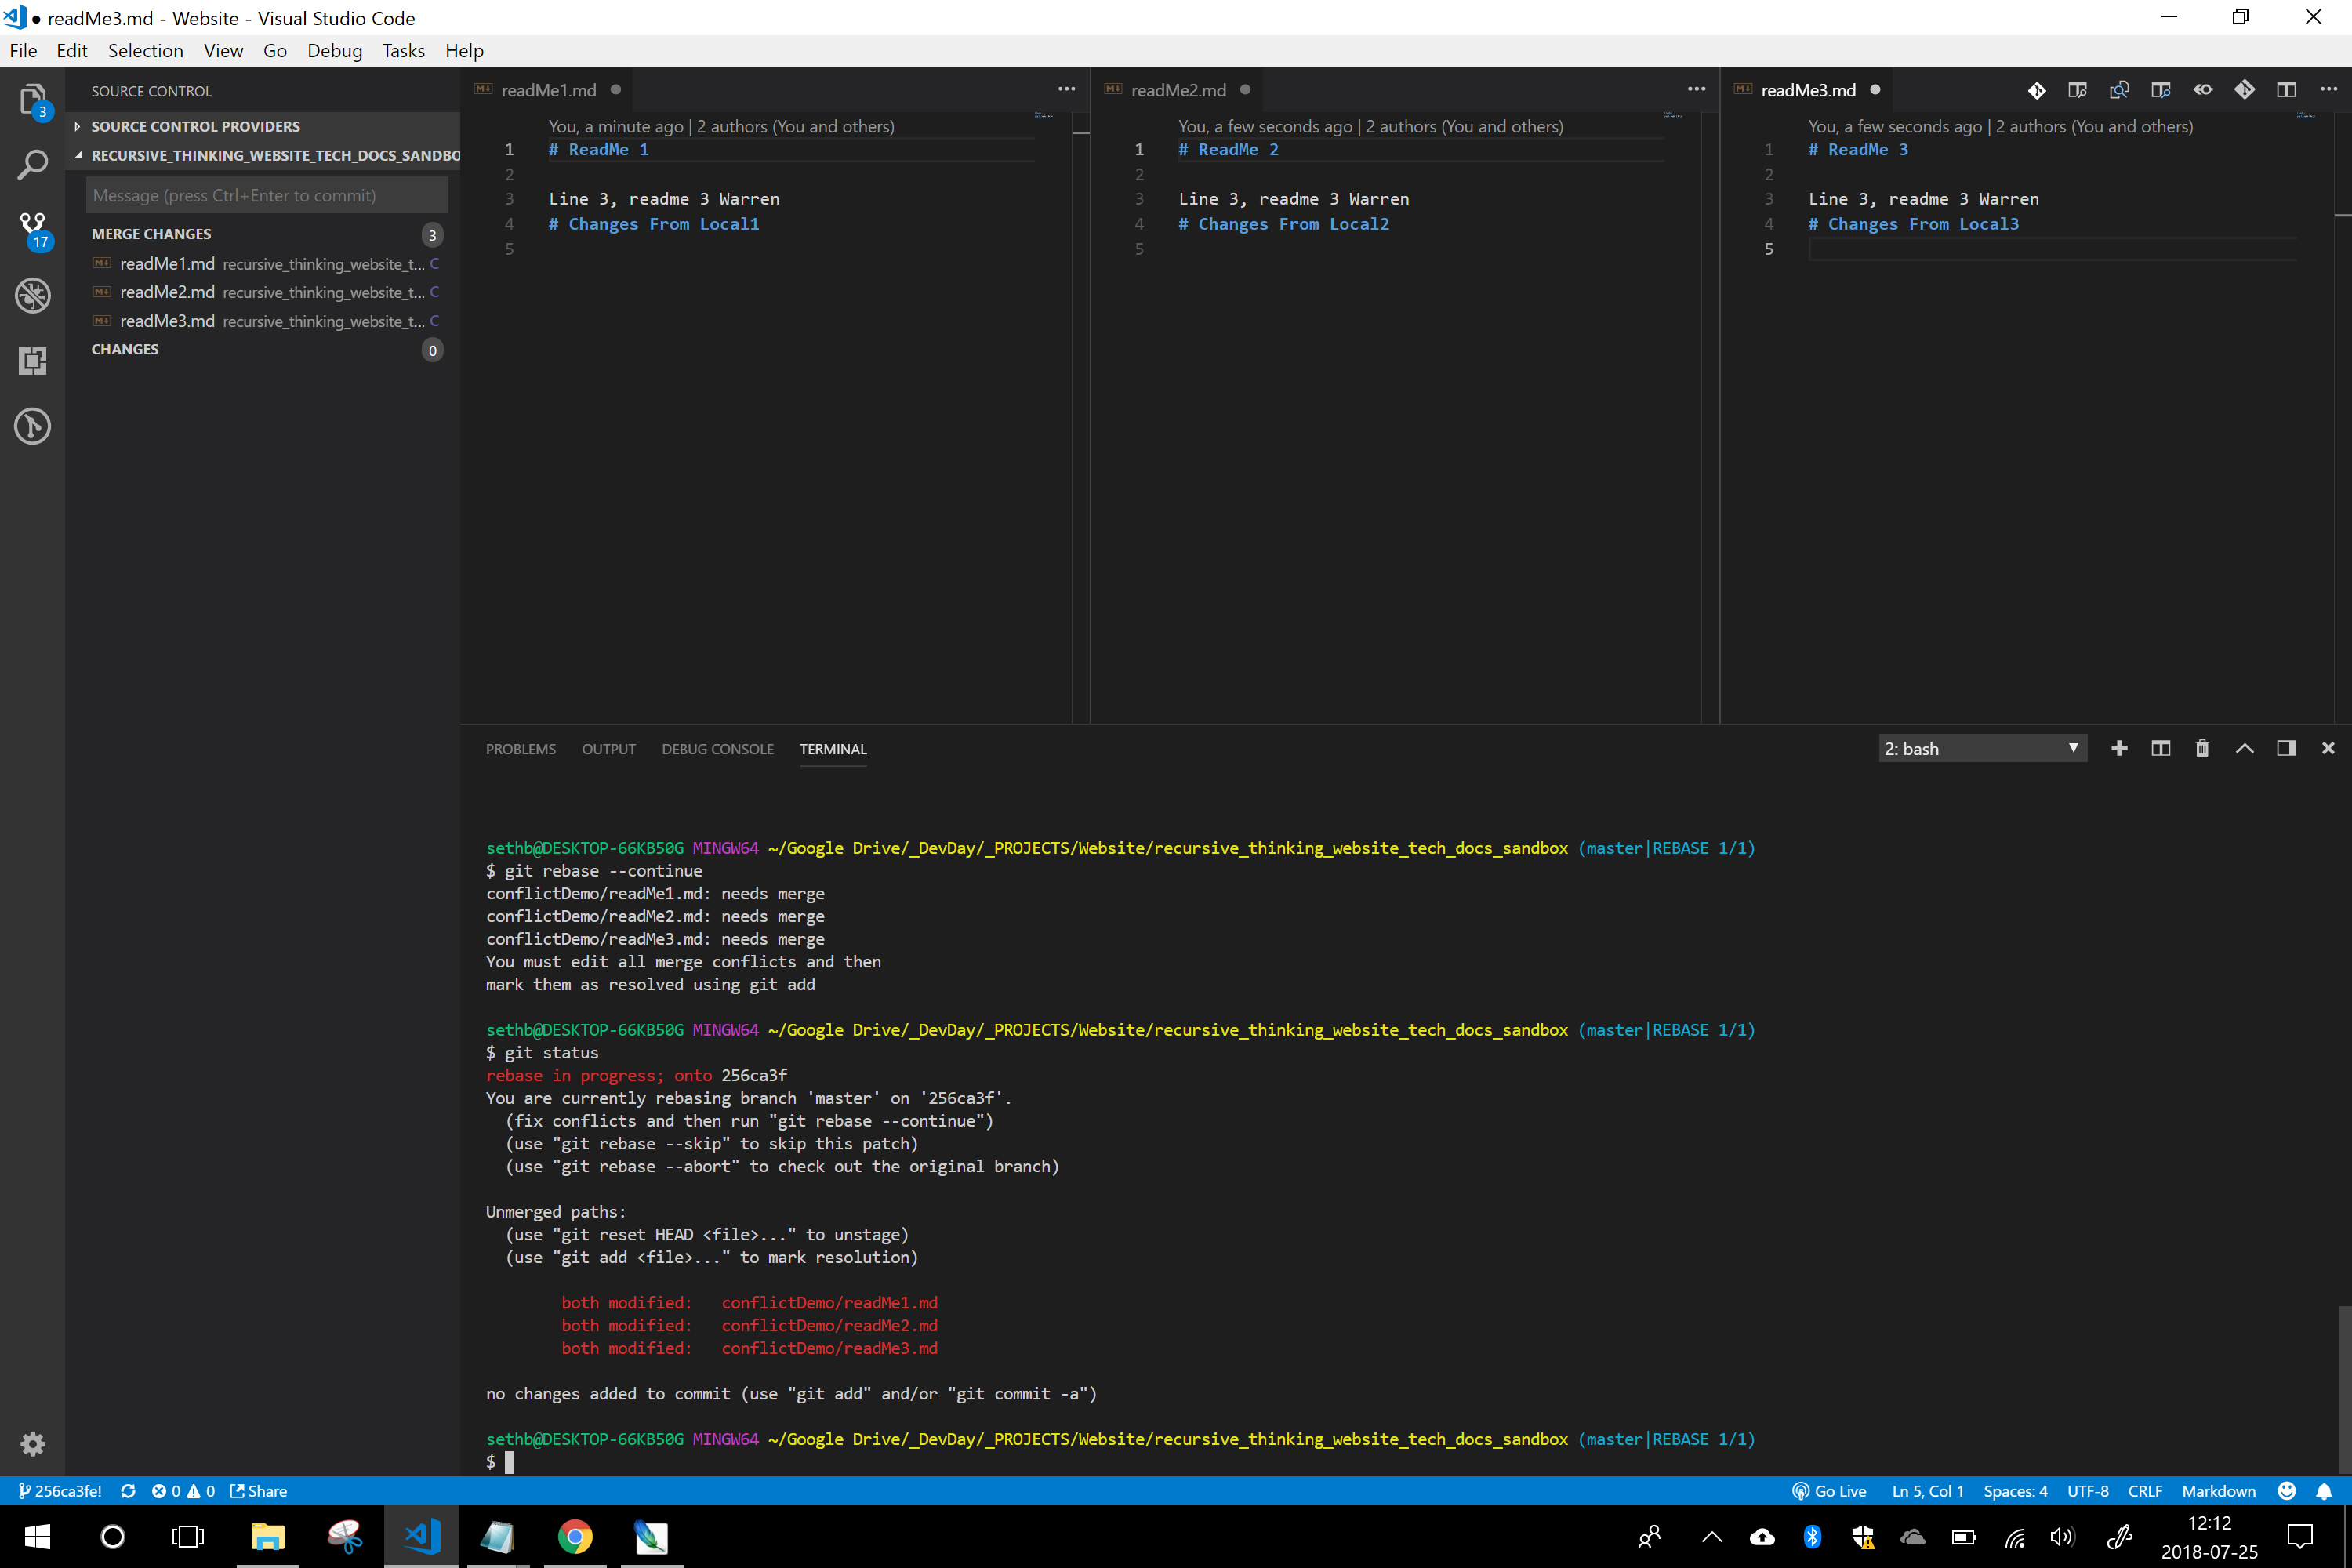 ● readMe3.md - Website - Visual Studio Code
File Edit Selection View Go Debug Tasks Help
3
17
SOURCE CONTROL
SOURCE CONTROL PROVIDERS
RECURSIVE_THINKING_WEBSITE_TECH_DOCS_SANDBO
Message (press Ctrl+Enter to commit)
MERGE CHANGES 3
readMe1.md recursive_thinking_website_t... C
readMe2.md recursive_thinking_website_t... C
readMe3.md recursive_thinking_website_t... C
CHANGES 0
readMe1.md
You, a minute ago | 2 authors (You and others)
1 # ReadMe 1
2
3 Line 3, readme 3 Warren
4 # Changes From Local1
5
readMe2.md
You, a few seconds ago | 2 authors (You and others)
1 # ReadMe 2
2
3 Line 3, readme 3 Warren
4 # Changes From Local2
5
readMe3.md
You, a few seconds ago | 2 authors (You and others)
1 # ReadMe 3
2
3 Line 3, readme 3 Warren
4 # Changes From Local3
5
PROBLEMS OUTPUT DEBUG CONSOLE TERMINAL
2: bash
sethb@DESKTOP-66KB50G MINGW64 ~/Google Drive/_DevDay/_PROJECTS/Website/recursive_thinking_website_tech_docs_sandbox (master|REBASE 1/1)
$ git rebase --continue
conflictDemo/readMe1.md: needs merge
conflictDemo/readMe2.md: needs merge
conflictDemo/readMe3.md: needs merge
You must edit all merge conflicts and then
mark them as resolved using git add
sethb@DESKTOP-66KB50G MINGW64 ~/Google Drive/_DevDay/_PROJECTS/Website/recursive_thinking_website_tech_docs_sandbox (master|REBASE 1/1)
$ git status
rebase in progress; onto 256ca3f
You are currently rebasing branch 'master' on '256ca3f'.
(fix conflicts and then run "git rebase --continue")
(use "git rebase --skip" to skip this patch)
(use "git rebase --abort" to check out the original branch)
Unmerged paths:
(use "git reset HEAD <file>..." to unstage)
(use "git add <file>..." to mark resolution)
both modified: conflictDemo/readMe1.md
both modified: conflictDemo/readMe2.md
both modified: conflictDemo/readMe3.md
no changes added to commit (use "git add" and/or "git commit -a")
sethb@DESKTOP-66KB50G MINGW64 ~/Google Drive/_DevDay/_PROJECTS/Website/recursive_thinking_website_tech_docs_sandbox (master|REBASE 1/1)
$
256ca3fe! 0 0 Share
Go Live Ln 5, Col 1 Spaces: 4 UTF-8 CRLF Markdown
12:12
2018-07-25